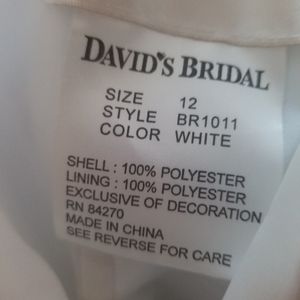 DAVID'S BRIDAL
SIZE 12
STYLE BR1011
COLOR WHITE
SHELL : 100% POLYESTER
LINING : 100% POLYESTER
EXCLUSIVE OF DECORATION
RN 84270
MADE IN CHINA
SEE REVERSE FOR CARE